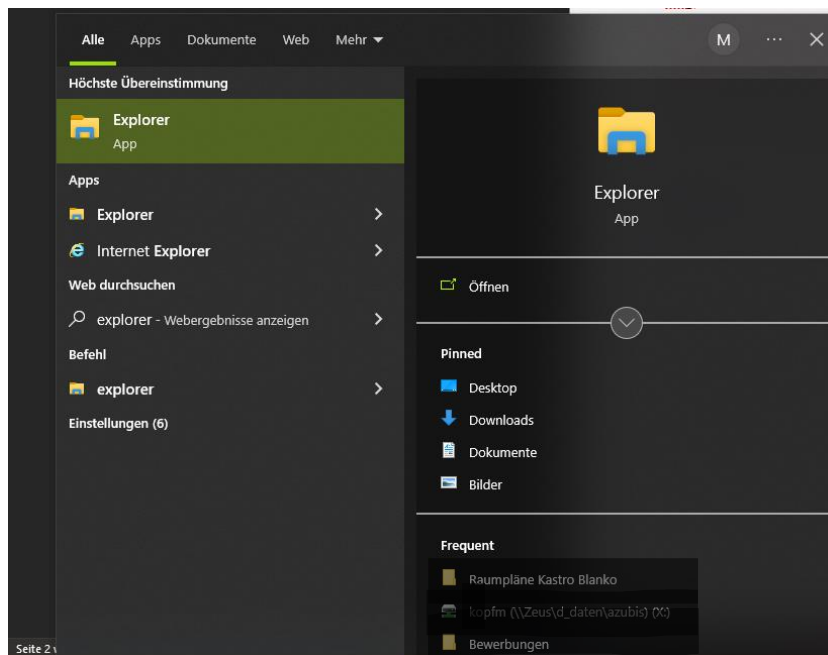 Alle Apps Dokumente Web Mehr
M ...
Höchste Übereinstimmung
Explorer
App
Apps
Explorer
Internet Explorer
Web durchsuchen
explorer - Webergebnisse anzeigen
Befehl
explorer
Einstellungen (6)
Explorer
App
Öffnen
Pinned
Desktop
Downloads
Dokumente
Bilder
Frequent
Raumpläne Kastro Blanko
kopfm (\\Zeus\d_daten\azubis) (X:)
Bewerbungen
Seite 2